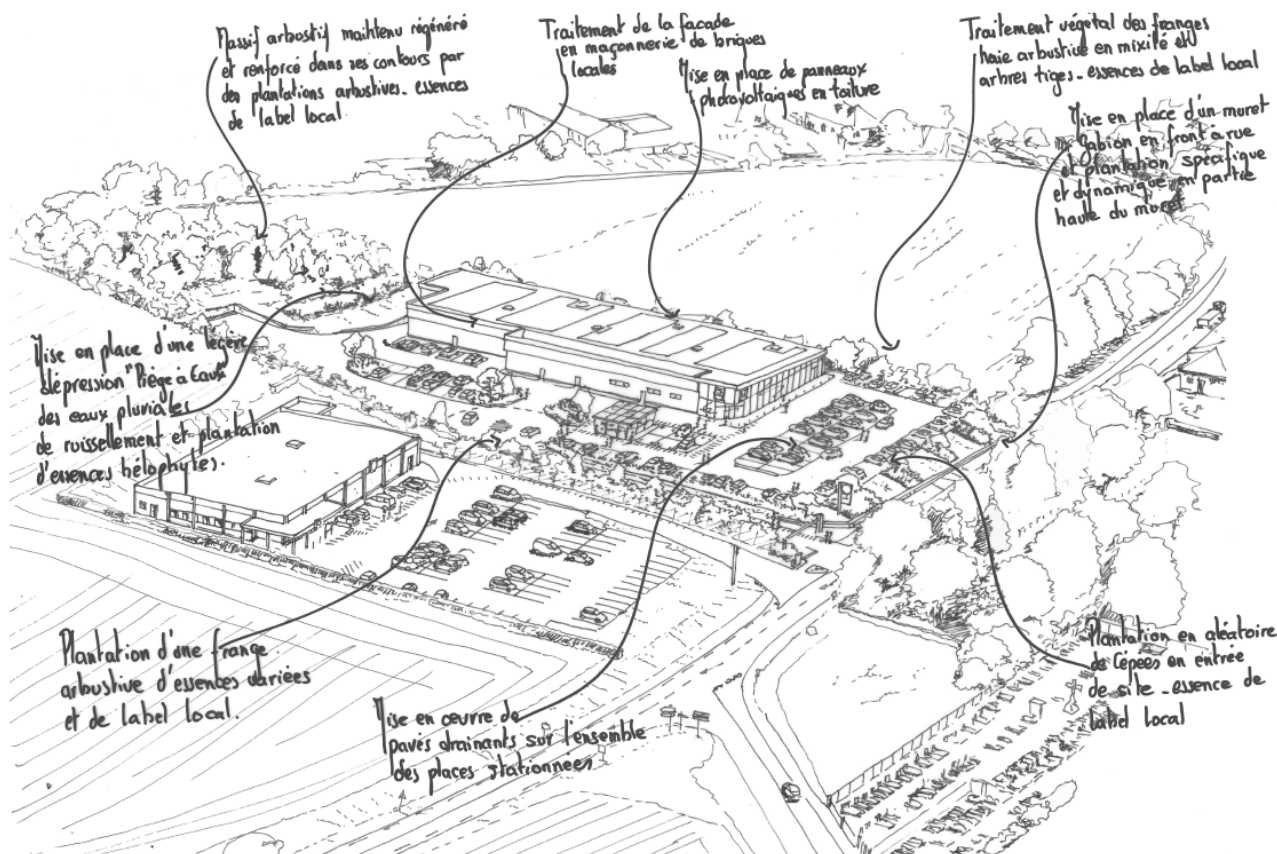 Massif arbustif maintenu régénéré
et renforcé dans ses contours par
des plantations arbustives - essences
de label local.
Traitement de la façade
en maçonnerie de briques
locales
Mise en place de panneaux
photovoltaïques en toiture
Traitement végétal des franges
haie arbustive en mixité et
arbres tiges - essences de label local
Mise en place d'un muret
gabion en front à rue
et plantation spécifique
et dynamique en partie
haute du muret
Mise en place d'une légère
dépression "Piège à Eaux"
des eaux pluviales
de ruissellement et plantation
d'essences hélophytes.
Plantation d'une frange
arbustive d'essences variées
et de label local.
Mise en œuvre de
pavés drainants sur l'ensemble
des places stationnées
Plantation en aléatoire
de Cépées en entrée
de site - essence de
label local